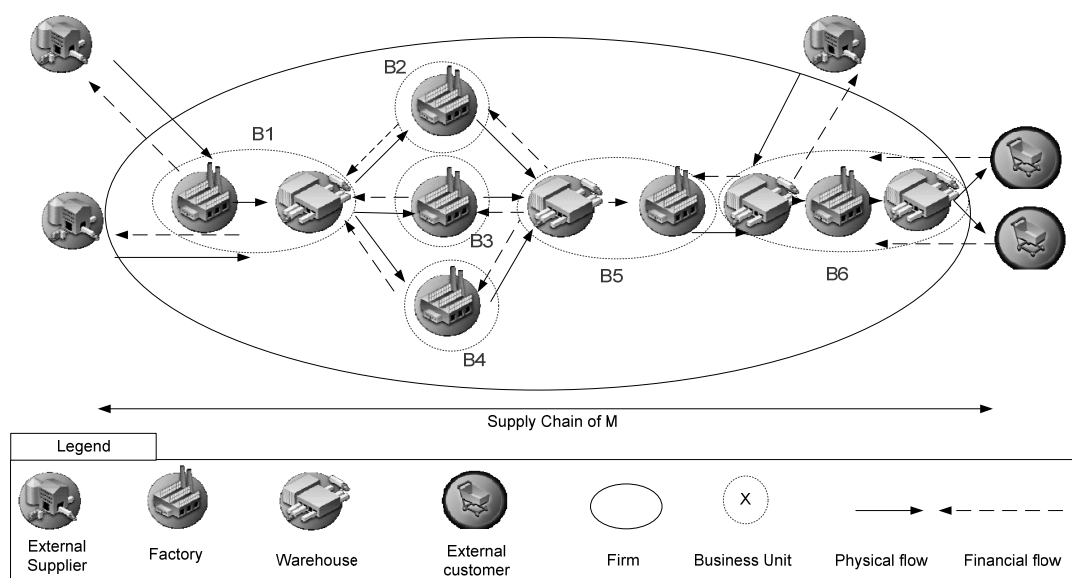 B2
B1
B3
B5
B6
B4
Supply Chain of M
Legend
X
External
Supplier
Factory
Warehouse
External
customer
Firm
Business Unit
Physical flow
Financial flow